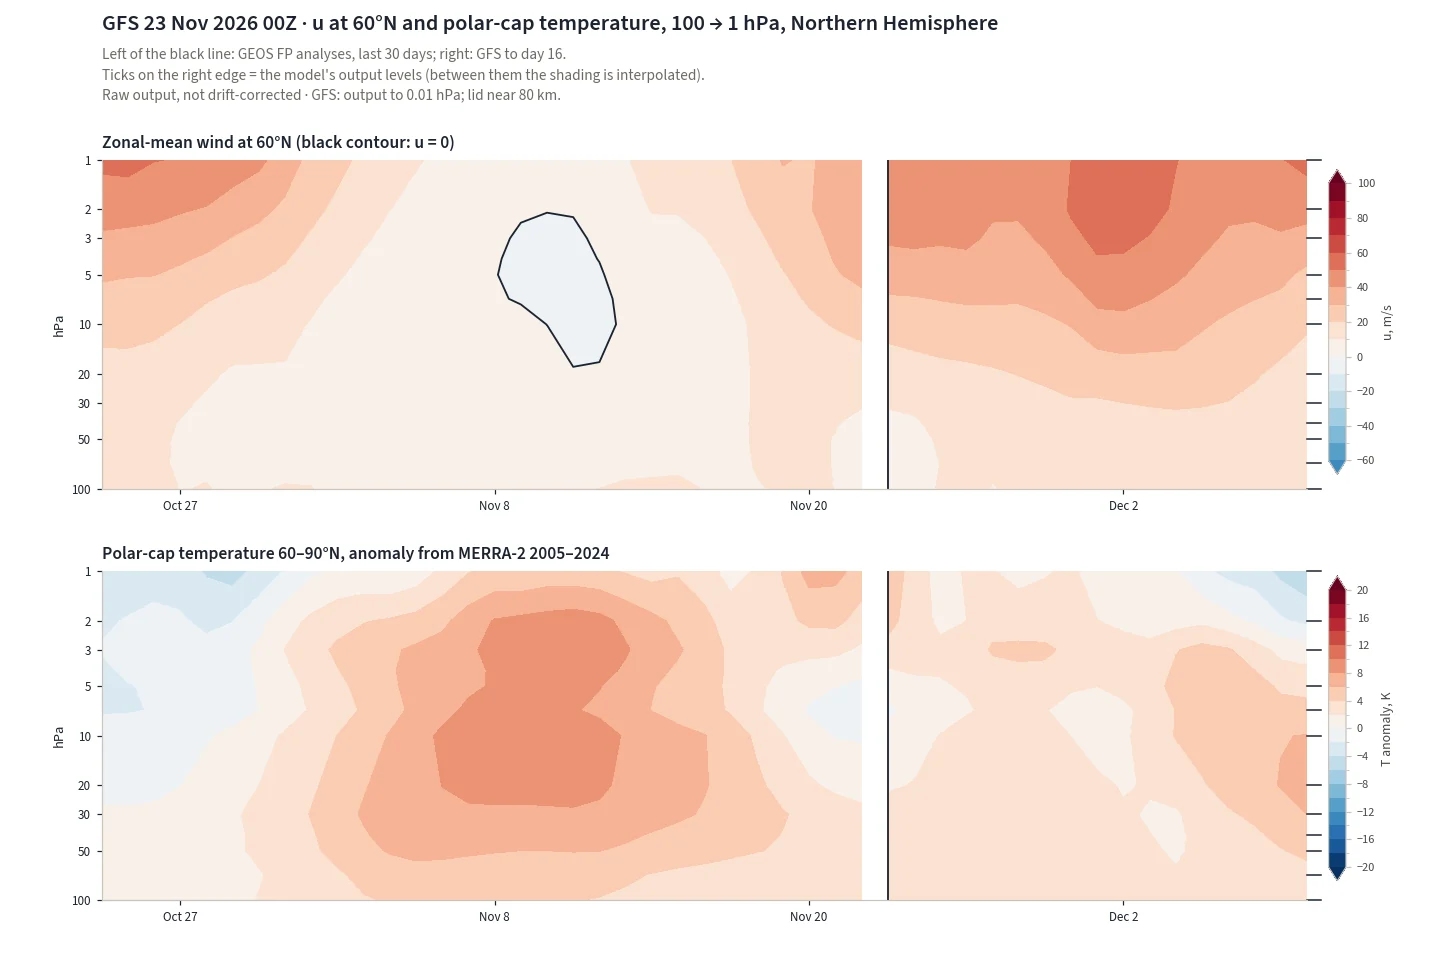 GFS 23 Nov 2026 00Z · u at 60°N and polar-cap temperature, 100 → 1 hPa, Northern Hemisphere
Left of the black line: GEOS FP analyses, last 30 days; right: GFS to day 16.
Ticks on the right edge = the model's output levels (between them the shading is interpolated).
Raw output, not drift-corrected · GFS: output to 0.01 hPa; lid near 80 km.
Zonal-mean wind at 60°N (black contour: u = 0)
1
2
3
5
10
20
30
50
100
hPa
Oct 27
Nov 8
Nov 20
Dec 2
100
80
60
40
20
0
−20
−40
−60
u, m/s
Polar-cap temperature 60–90°N, anomaly from MERRA-2 2005–2024
1
2
3
5
10
20
30
50
100
hPa
Oct 27
Nov 8
Nov 20
Dec 2
20
16
12
8
4
0
−4
−8
−12
−16
−20
T anomaly, K